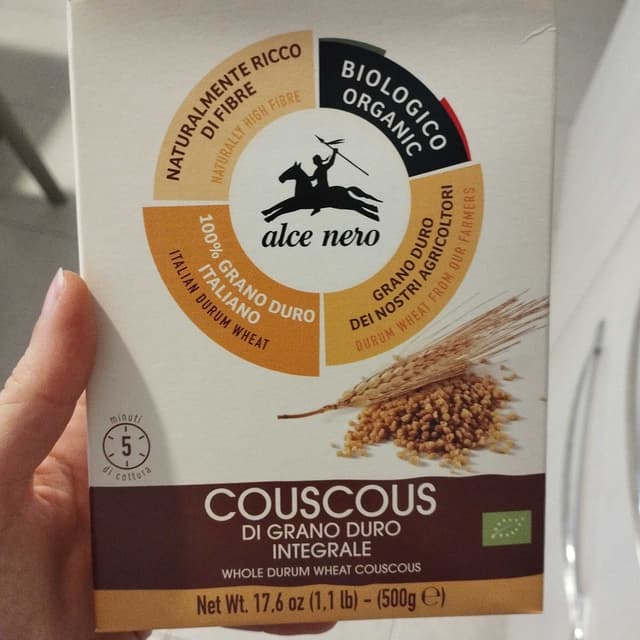 NATURALMENTE RICCO
DI FIBRE
NATURALLY HIGH FIBRE
BIOLOGICO
ORGANIC
alce nero
100% GRANO DURO
ITALIANO
ITALIAN DURUM WHEAT
GRANO DURO
DEI NOSTRI AGRICOLTORI
DURUM WHEAT FROM OUR FARMERS
minuti
5
di cottura
COUSCOUS
DI GRANO DURO
INTEGRALE
WHOLE DURUM WHEAT COUSCOUS
Net Wt. 17,6 oz (1,1 lb) - (500g ℮)